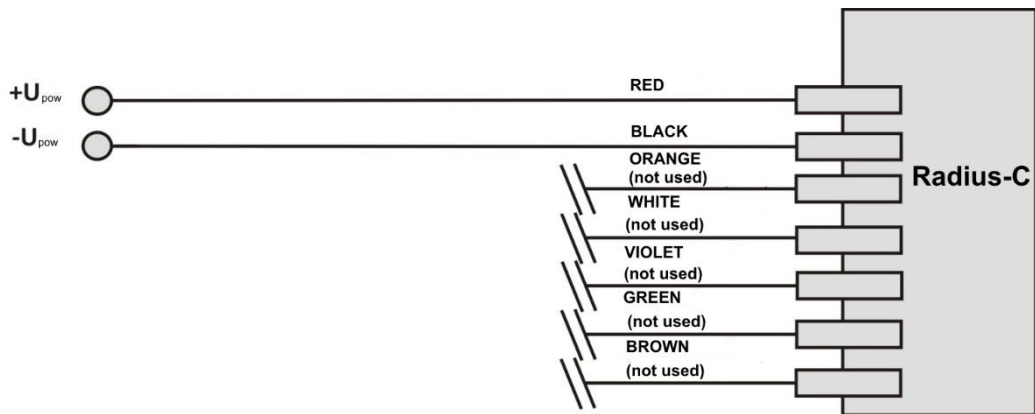 +Upow
RED
-Upow
BLACK
ORANGE
(not used)
Radius-C
WHITE
(not used)
VIOLET
(not used)
GREEN
(not used)
BROWN
(not used)